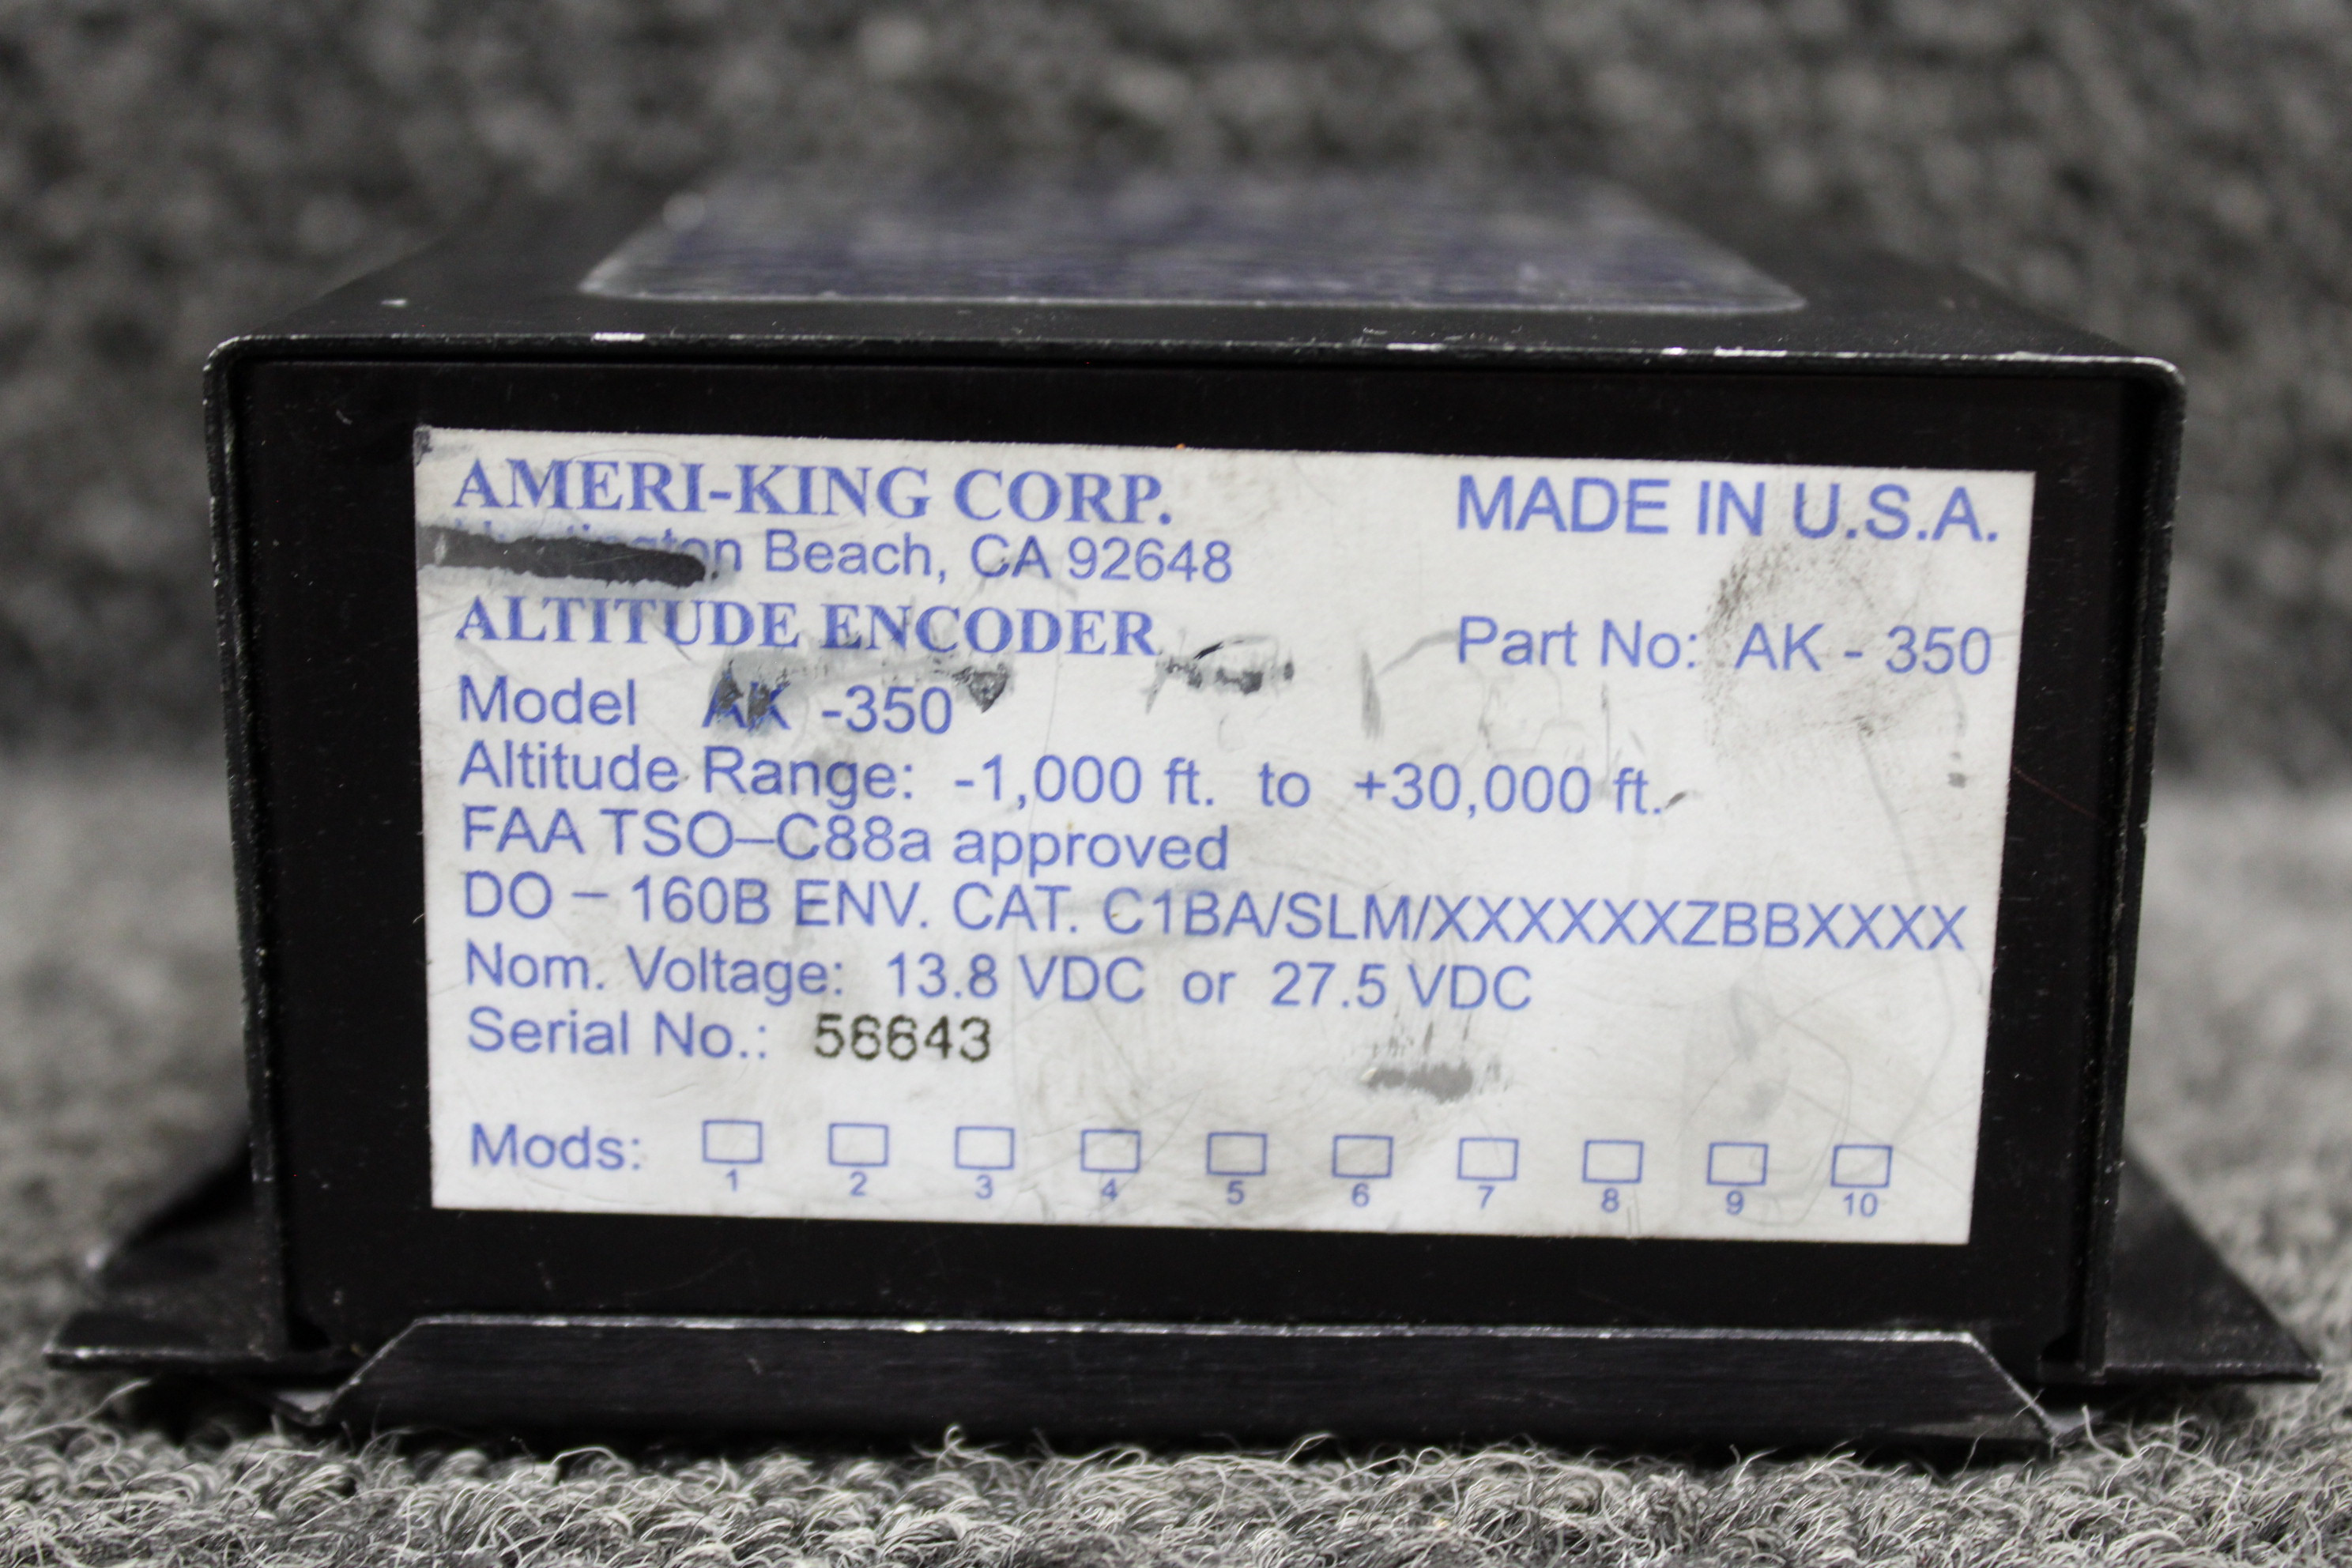 AMERI-KING CORP.
MADE IN U.S.A.
Huntington Beach, CA 92648
ALTITUDE ENCODER
Part No: AK - 350
Model AK -350
Altitude Range: -1,000 ft. to +30,000 ft.
FAA TSO–C88a approved
DO – 160B ENV. CAT. C1BA/SLM/XXXXXXZBBXXXX
Nom. Voltage: 13.8 VDC or 27.5 VDC
Serial No.: 56643
Mods:
1 2 3 4 5 6 7 8 9 10